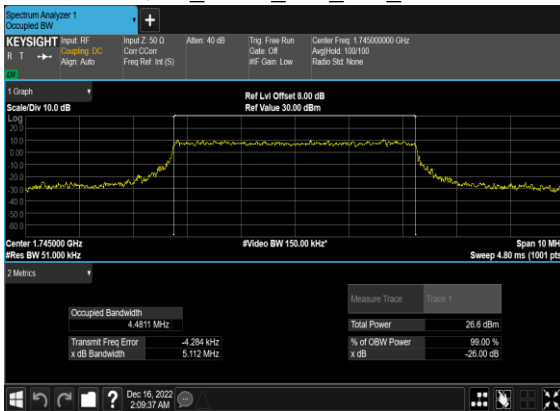 Spectrum Analyzer 1
Occupied BW
KEYSIGHT
R T
Input: RF
Coupling: DC
Align: Auto
Input Z: 50 Ω
Corr CCorr
Freq Ref: Int (S)
Atten: 40 dB
Trig: Free Run
Gate: Off
#IF Gain: Low
Center Freq: 1.745000000 GHz
Avg|Hold: 100/100
Radio Std: None
1 Graph
Scale/Div 10.0 dB
Ref Lvl Offset 8.00 dB
Ref Value 30.00 dBm
Log
20.0
10.0
0.00
-10.0
-20.0
-30.0
-40.0
-50.0
-60.0
Center 1.745000 GHz
#Res BW 51.000 kHz
#Video BW 150.00 kHz*
Span 10 MH
Sweep 4.80 ms (1001 pts
2 Metrics
Measure Trace
Trace 1
Occupied Bandwidth
4.4811 MHz
Total Power
26.6 dBm
Transmit Freq Error
-4.284 kHz
% of OBW Power
99.00 %
x dB Bandwidth
5.112 MHz
x dB
-26.00 dB
?
Dec 16, 2022
2:09:37 AM